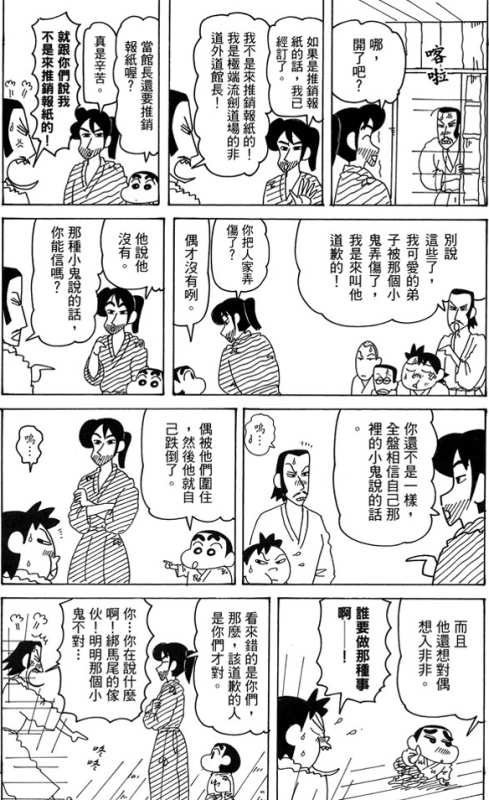 喀啦
哪,
開了吧?
如果是推銷報
紙的話,我已
經訂了。
我不是來推銷報紙的!
我是極端流劍道場的非
道外道館長!
當館長還要推銷
報紙喔?
真是辛苦。
就跟你們說我
不是來推銷報紙的!
別說
這些了,
我可愛的弟
子被那個小
鬼弄傷了,
我是來叫他
道歉的!
你把人家弄
傷了?
偶才沒有咧。
他說他
沒有。
那種小鬼說的話,
你能信嗎?
你還不是一樣,
全盤相信自己那
裡的小鬼說的話
。
嗚…
偶被他們圍住
,然後他就自
己跌倒了。
嗚…
而且
他還想對偶
想入非非。
誰要做那種事
啊——!
看來錯的是你們,
那麼,該道歉的人
是你們才對。
你…你在說什麼
啊!綁馬尾的傢
伙!明明那個小
鬼不對…
咚
咚